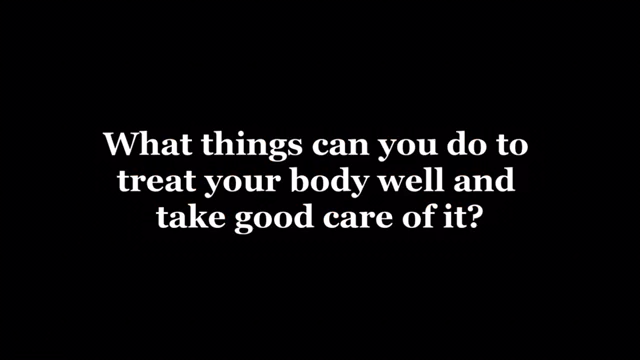 What things can you do to
treat your body well and
take good care of it?